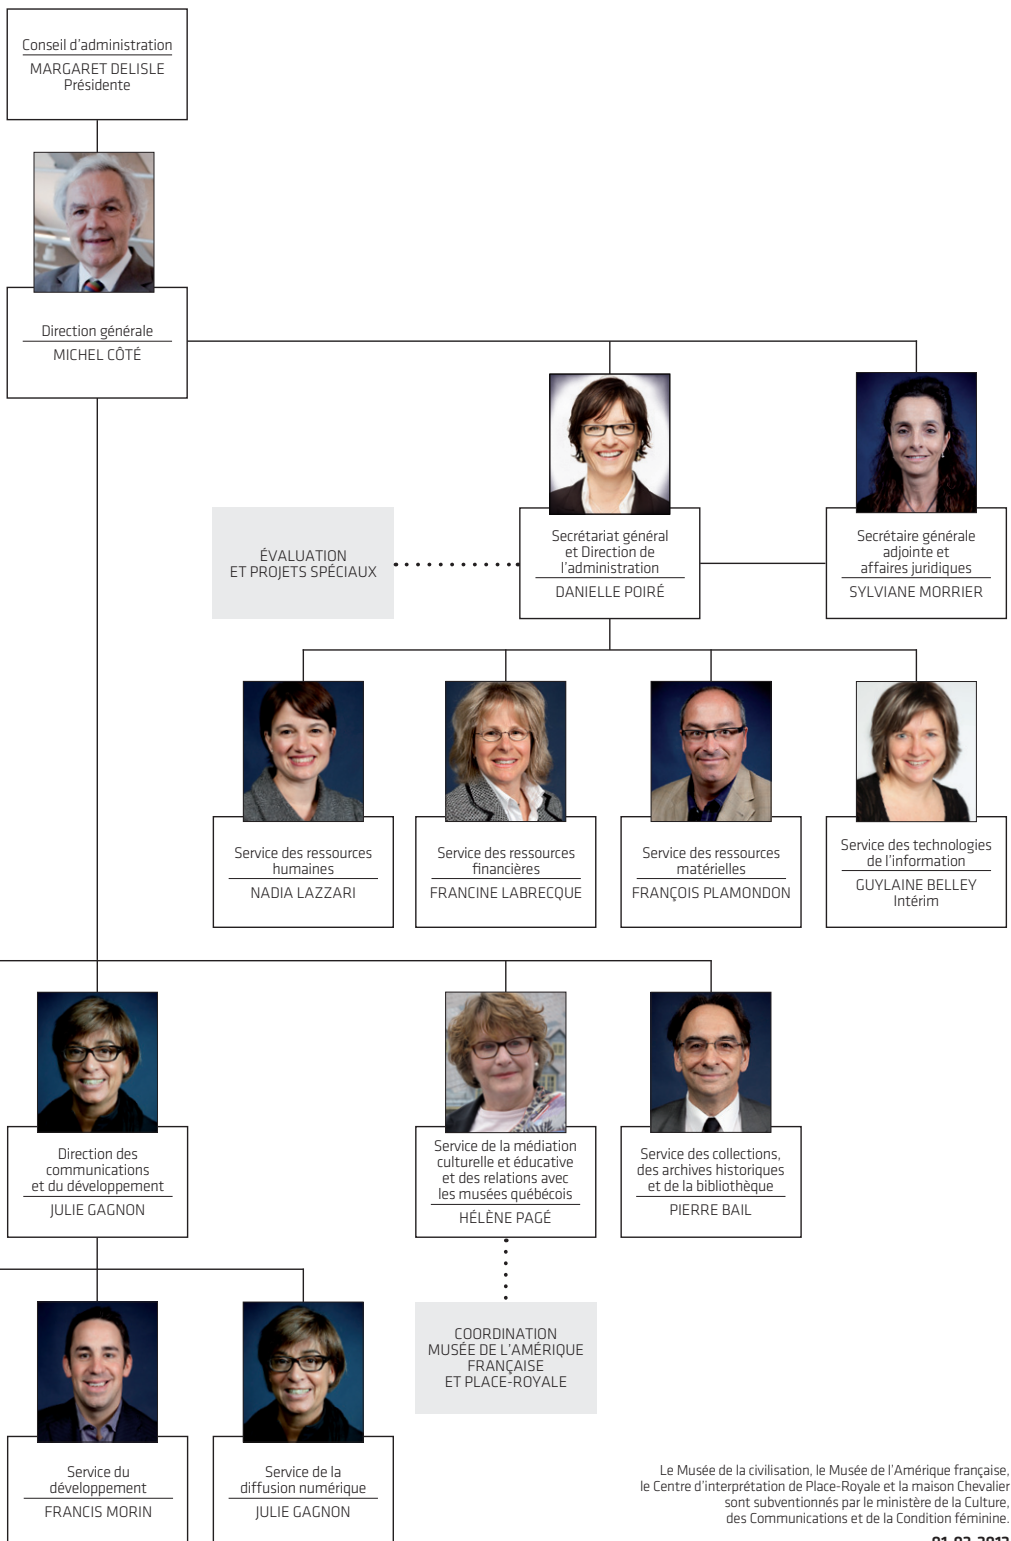 Conseil d'administration
MARGARET DELISLE
Présidente
Direction générale
MICHEL CÔTÉ
ÉVALUATION
ET PROJETS SPÉCIAUX
Secrétariat général
et Direction de
l'administration
DANIELLE POIRÉ
Secrétaire générale
adjointe et
affaires juridiques
SYLVIANE MORRIER
Service des ressources
humaines
NADIA LAZZARI
Service des ressources
financières
FRANCINE LABRECQUE
Service des ressources
matérielles
FRANÇOIS PLAMONDON
Service des technologies
de l'information
GUYLAINE BELLEY
Intérim
Direction des
communications
et du développement
JULIE GAGNON
Service de la médiation
culturelle et éducative
et des relations avec
les musées québécois
HÉLÈNE PAGÉ
Service des collections,
des archives historiques
et de la bibliothèque
PIERRE BAIL
COORDINATION
MUSÉE DE L'AMÉRIQUE
FRANÇAISE
ET PLACE-ROYALE
Service du
développement
FRANCIS MORIN
Service de la
diffusion numérique
JULIE GAGNON
Le Musée de la civilisation, le Musée de l'Amérique française,
le Centre d'interprétation de Place-Royale et la maison Chevalier
sont subventionnés par le ministère de la Culture,
des Communications et de la Condition féminine.